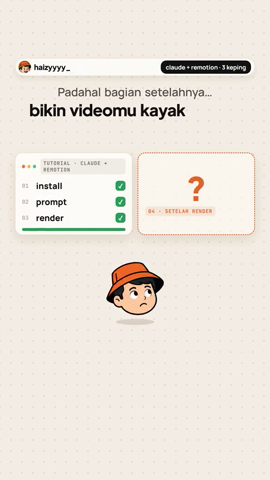 haizyyyy_
claude + remotion · 3 keping
Padahal bagian setelahnya...
bikin videomu kayak
TUTORIAL · CLAUDE +
REMOTION
01 install
02 prompt
03 render
?
04 · SETELAH RENDER